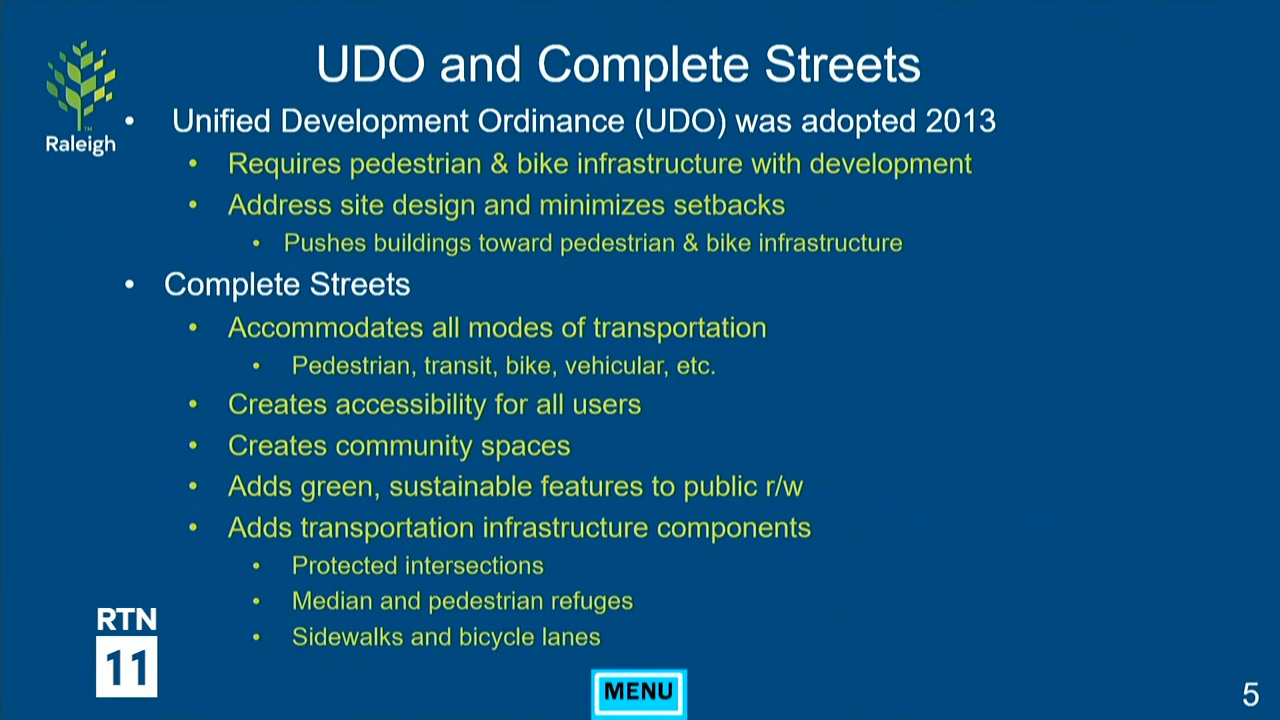 UDO and Complete Streets
Raleigh
TM
• Unified Development Ordinance (UDO) was adopted 2013
• Requires pedestrian & bike infrastructure with development
• Address site design and minimizes setbacks
• Pushes buildings toward pedestrian & bike infrastructure
• Complete Streets
• Accommodates all modes of transportation
• Pedestrian, transit, bike, vehicular, etc.
• Creates accessibility for all users
• Creates community spaces
• Adds green, sustainable features to public r/w
• Adds transportation infrastructure components
• Protected intersections
• Median and pedestrian refuges
• Sidewalks and bicycle lanes
RTN
11
MENU
5